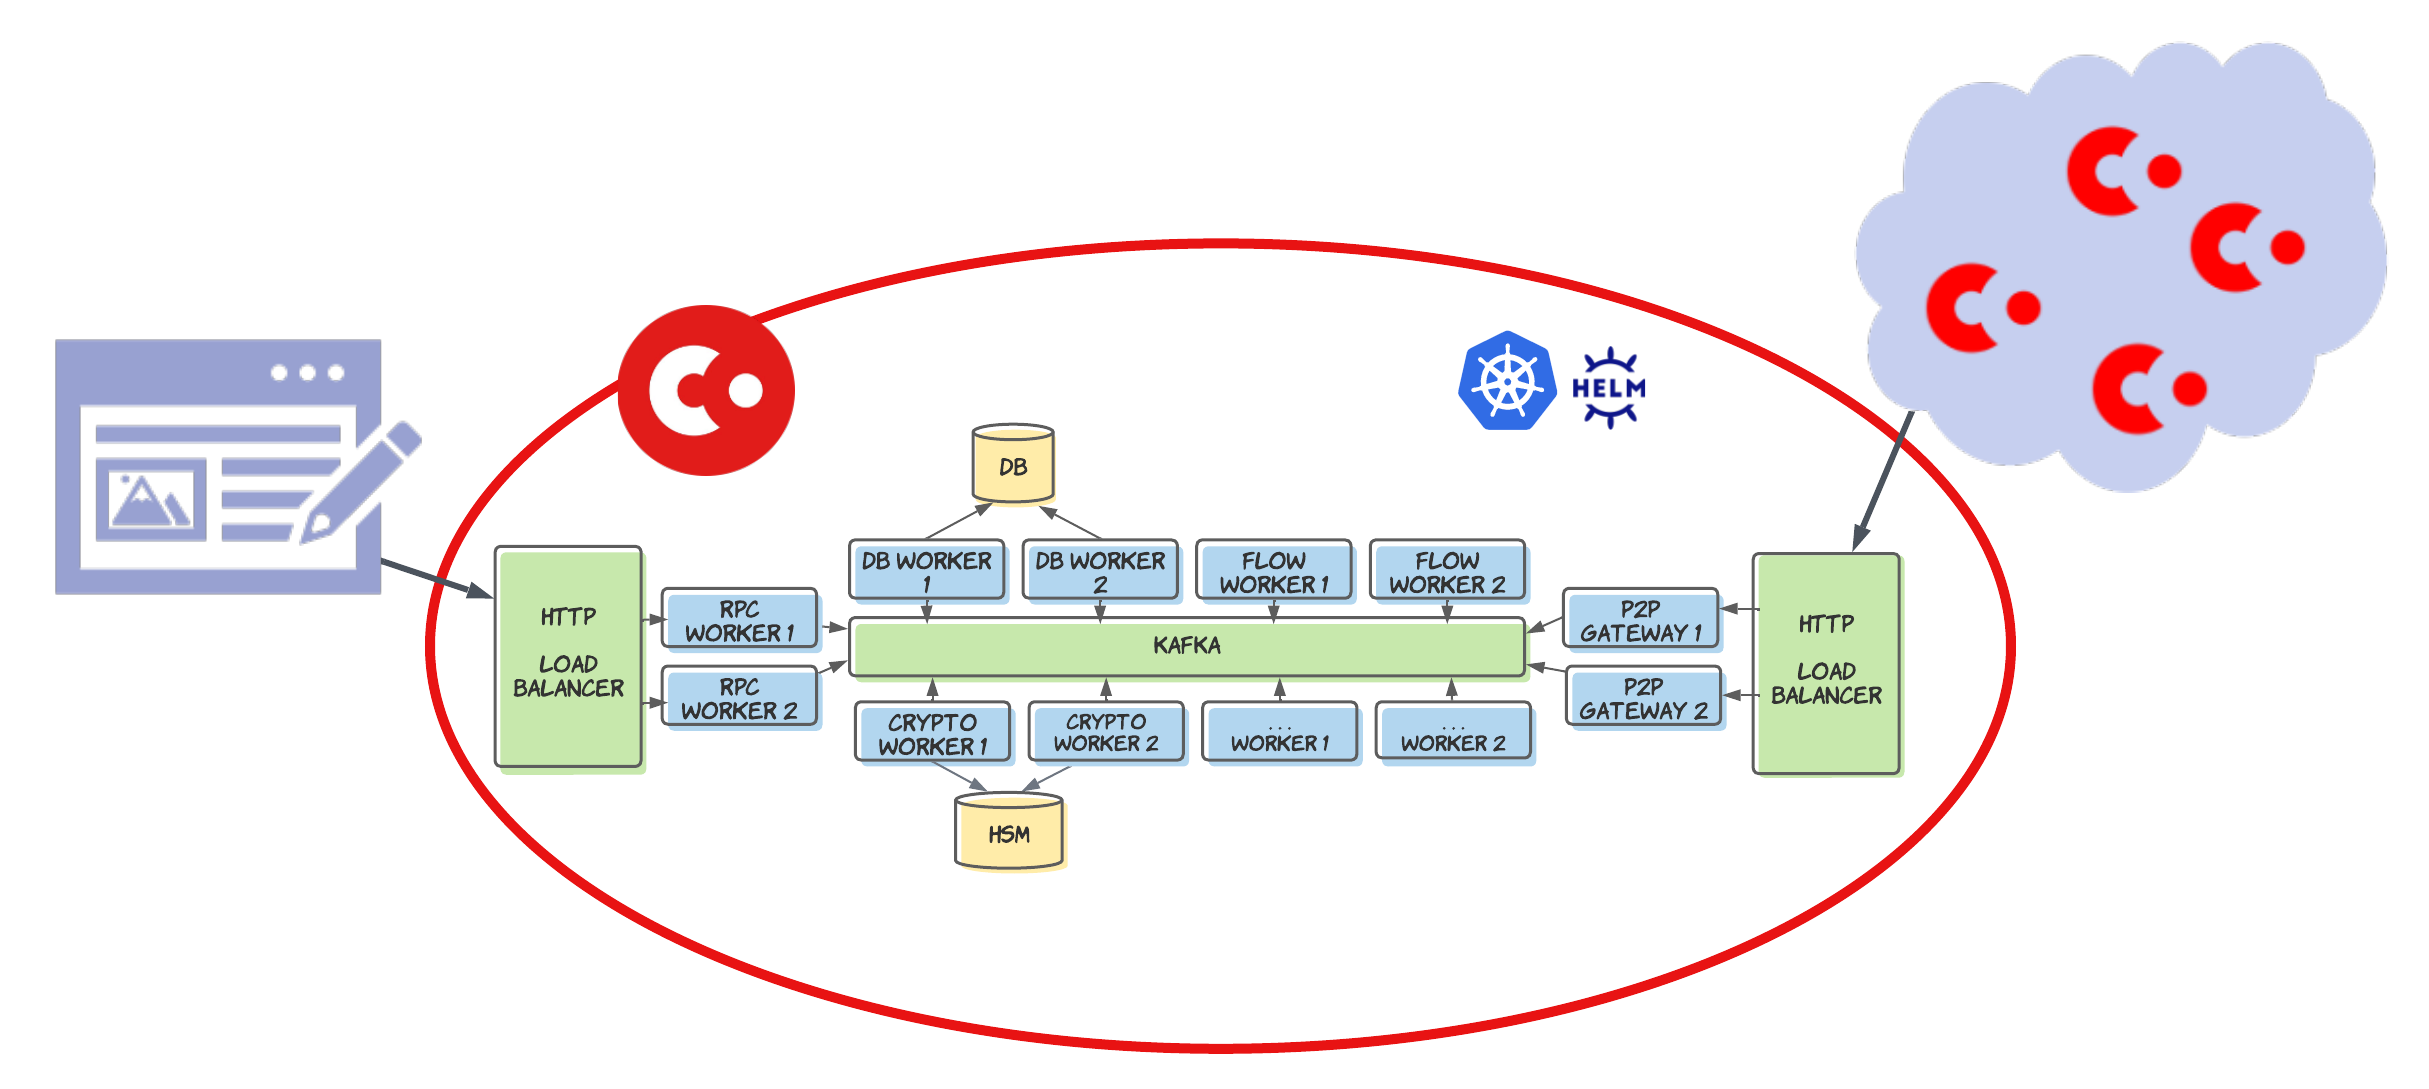 HELM
DB
DB WORKER
1
DB WORKER
2
FLOW
WORKER 1
FLOW
WORKER 2
HTTP
LOAD
BALANCER
RPC
WORKER 1
RPC
WORKER 2
KAFKA
P2P
GATEWAY 1
P2P
GATEWAY 2
HTTP
LOAD
BALANCER
CRYPTO
WORKER 1
CRYPTO
WORKER 2
...
WORKER 1
...
WORKER 2
HSM